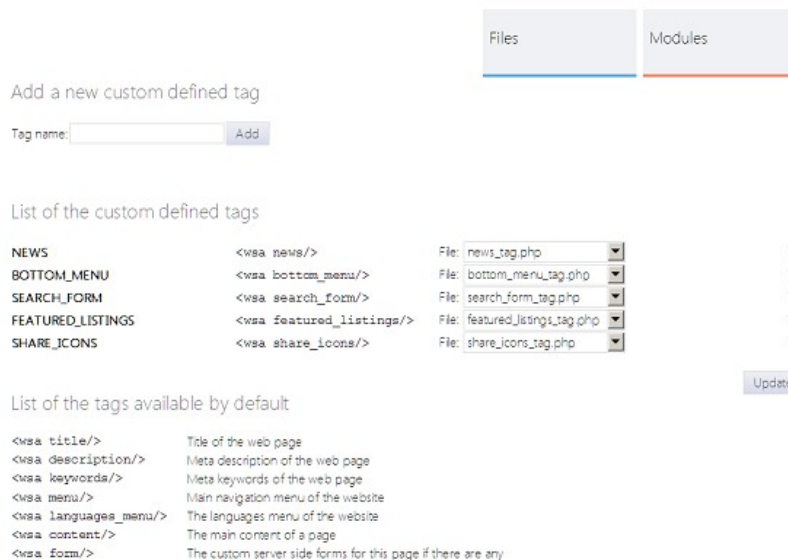 Files Modules
Add a new custom defined tag
Tag name: Add
List of the custom defined tags
NEWS <wsa news/> File: news_tag.php
BOTTOM_MENU <wsa bottom_menu/> File: bottom_menu_tag.php
SEARCH_FORM <wsa search_form/> File: search_form_tag.php
FEATURED_LISTINGS <wsa featured_listings/> File: featured_listings_tag.php
SHARE_ICONS <wsa share_icons/> File: share_icons_tag.php
Update
List of the tags available by default
<wsa title/> Title of the web page
<wsa description/> Meta description of the web page
<wsa keywords/> Meta keywords of the web page
<wsa menu/> Main navigation menu of the website
<wsa languages_menu/> The languages menu of the website
<wsa content/> The main content of a page
<wsa form/> The custom server side forms for this page if there are any